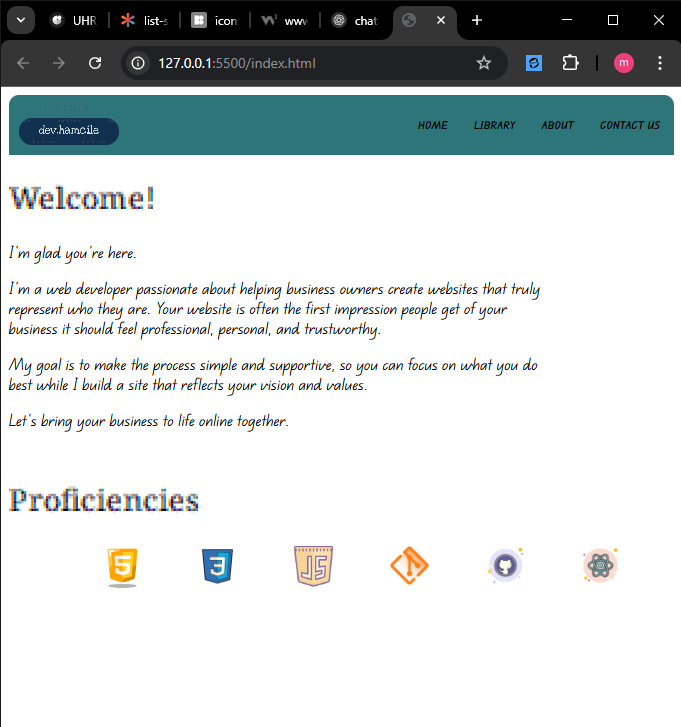 UHR
list-s
icon
www
chat
127.0.0.1:5500/index.html
m
dev.hamcile
HOME LIBRARY ABOUT CONTACT US
Welcome!
I'm glad you're here.
I'm a web developer passionate about helping business owners create websites that truly
represent who they are. Your website is often the first impression people get of your
business it should feel professional, personal, and trustworthy.
My goal is to make the process simple and supportive, so you can focus on what you do
best while I build a site that reflects your vision and values.
Let's bring your business to life online together.
Proficiencies
5 3 JS